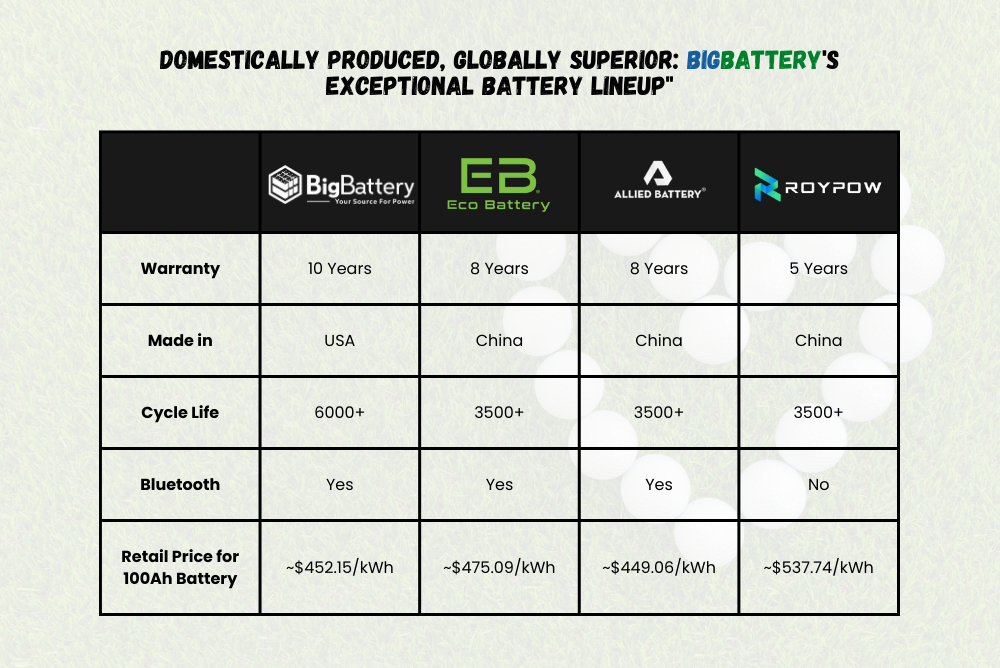 DOMESTICALLY PRODUCED, GLOBALLY SUPERIOR: BIGBATTERY'S
EXCEPTIONAL BATTERY LINEUP"
BigBattery
Your Source For Power
EB
Eco Battery
ALLIED BATTERY®
ROYPOW
Warranty
10 Years
8 Years
8 Years
5 Years
Made in
USA
China
China
China
Cycle Life
6000+
3500+
3500+
3500+
Bluetooth
Yes
Yes
Yes
No
Retail Price for
100Ah Battery
~$452.15/kWh
~$475.09/kWh
~$449.06/kWh
~$537.74/kWh